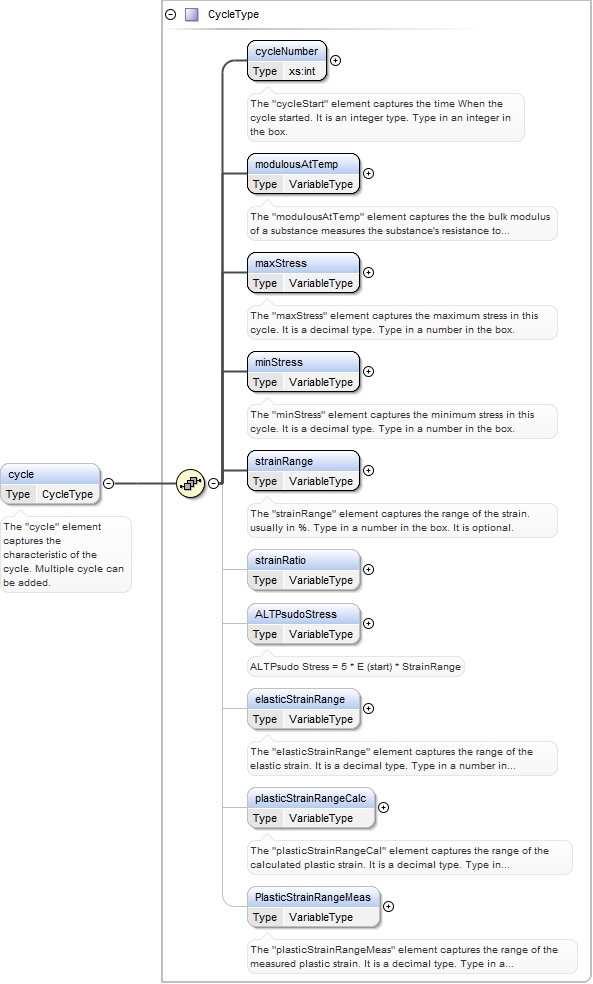 CycleType
cycleNumber
Type xs:int
The "cycleStart" element captures the time When the
cycle started. It is an integer type. Type in an integer in
the box.
modulousAtTemp
Type VariableType
The "modulousAtTemp" element captures the the bulk modulus
of a substance measures the substance's resistance to...
maxStress
Type VariableType
The "maxStress" element captures the maximum stress in this
cycle. It is a decimal type. Type in a number in the box.
minStress
Type VariableType
The "minStress" element captures the minimum stress in this
cycle. It is a decimal type. Type in a number in the box.
cycle
Type CycleType
The "cycle" element
captures the
characteristic of the
cycle. Multiple cycle can
be added.
strainRange
Type VariableType
The "strainRange" element captures the range of the strain.
usually in %. Type in a number in the box. It is optional.
strainRatio
Type VariableType
ALTPsudoStress
Type VariableType
ALTPsudo Stress = 5 * E (start) * StrainRange
elasticStrainRange
Type VariableType
The "elasticStrainRange" element captures the range of the
elastic strain. It is a decimal type. Type in a number in...
plasticStrainRangeCalc
Type VariableType
The "plasticStrainRangeCal" element captures the range of the
calculated plastic strain. It is a decimal type. Type in...
PlasticStrainRangeMeas
Type VariableType
The "plasticStrainRangeMeas" element captures the range of the
measured plastic strain. It is a decimal type. Type in a...